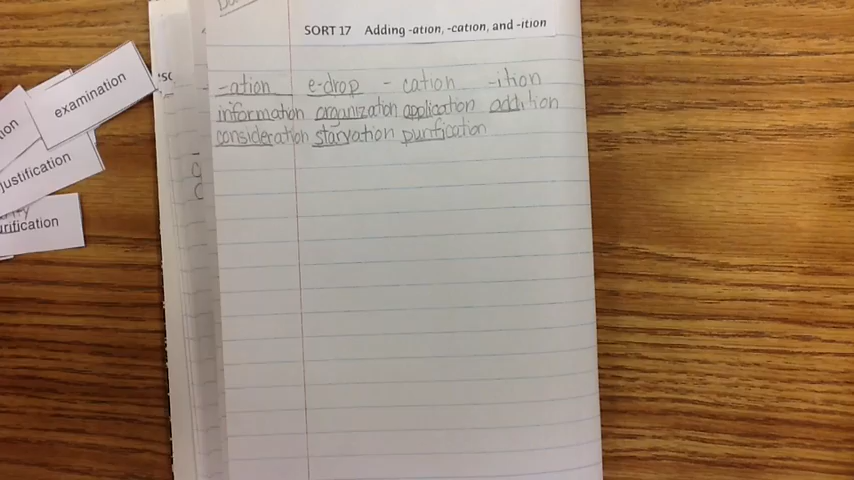 SORT 17 Adding -ation, -cation, and -ition
-ation e-drop -cation -ition
information organization application addition
consideration starvation purification
examination
justification